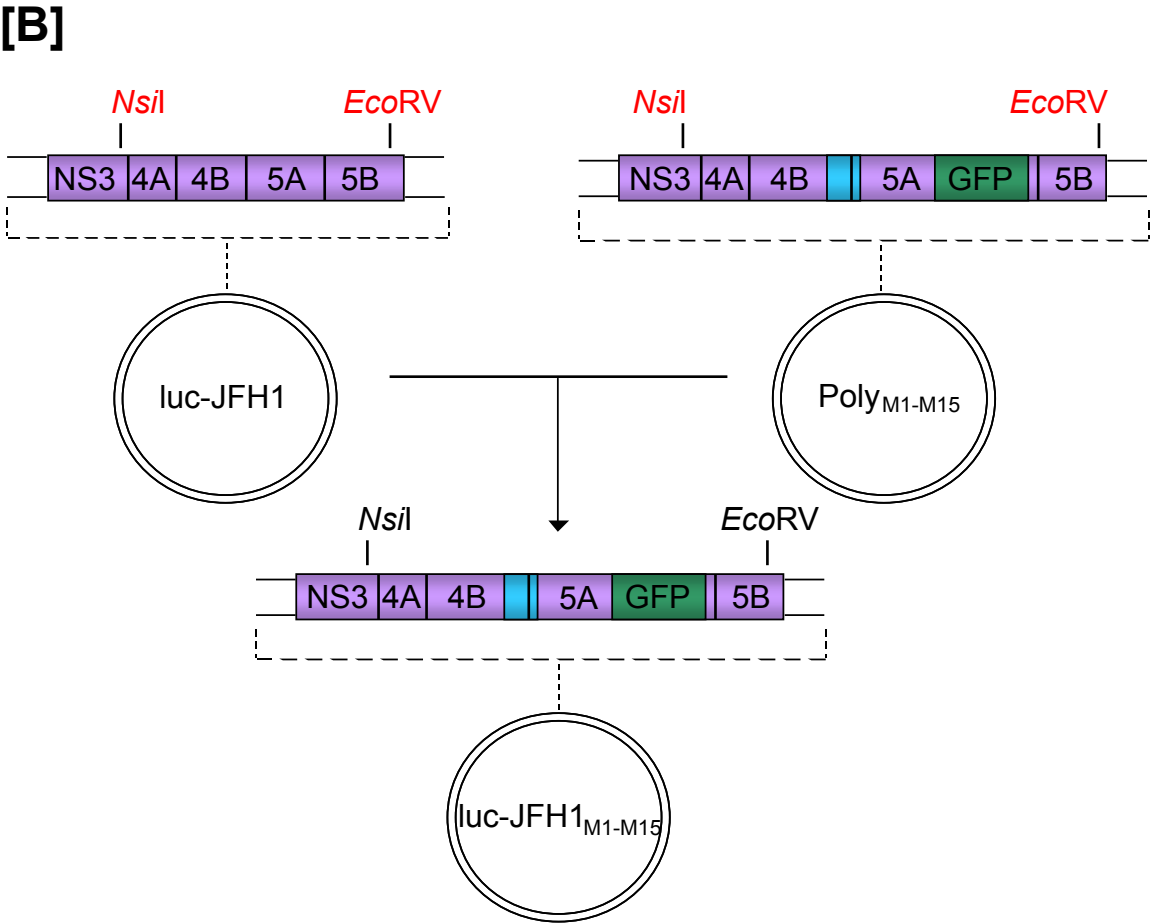 [B]
NsiI EcoRV NsiI EcoRV
NS3 4A 4B 5A 5B NS3 4A 4B 5A GFP 5B
luc-JFH1 PolyM1-M15
NsiI EcoRV
NS3 4A 4B 5A GFP 5B
luc-JFH1M1-M15